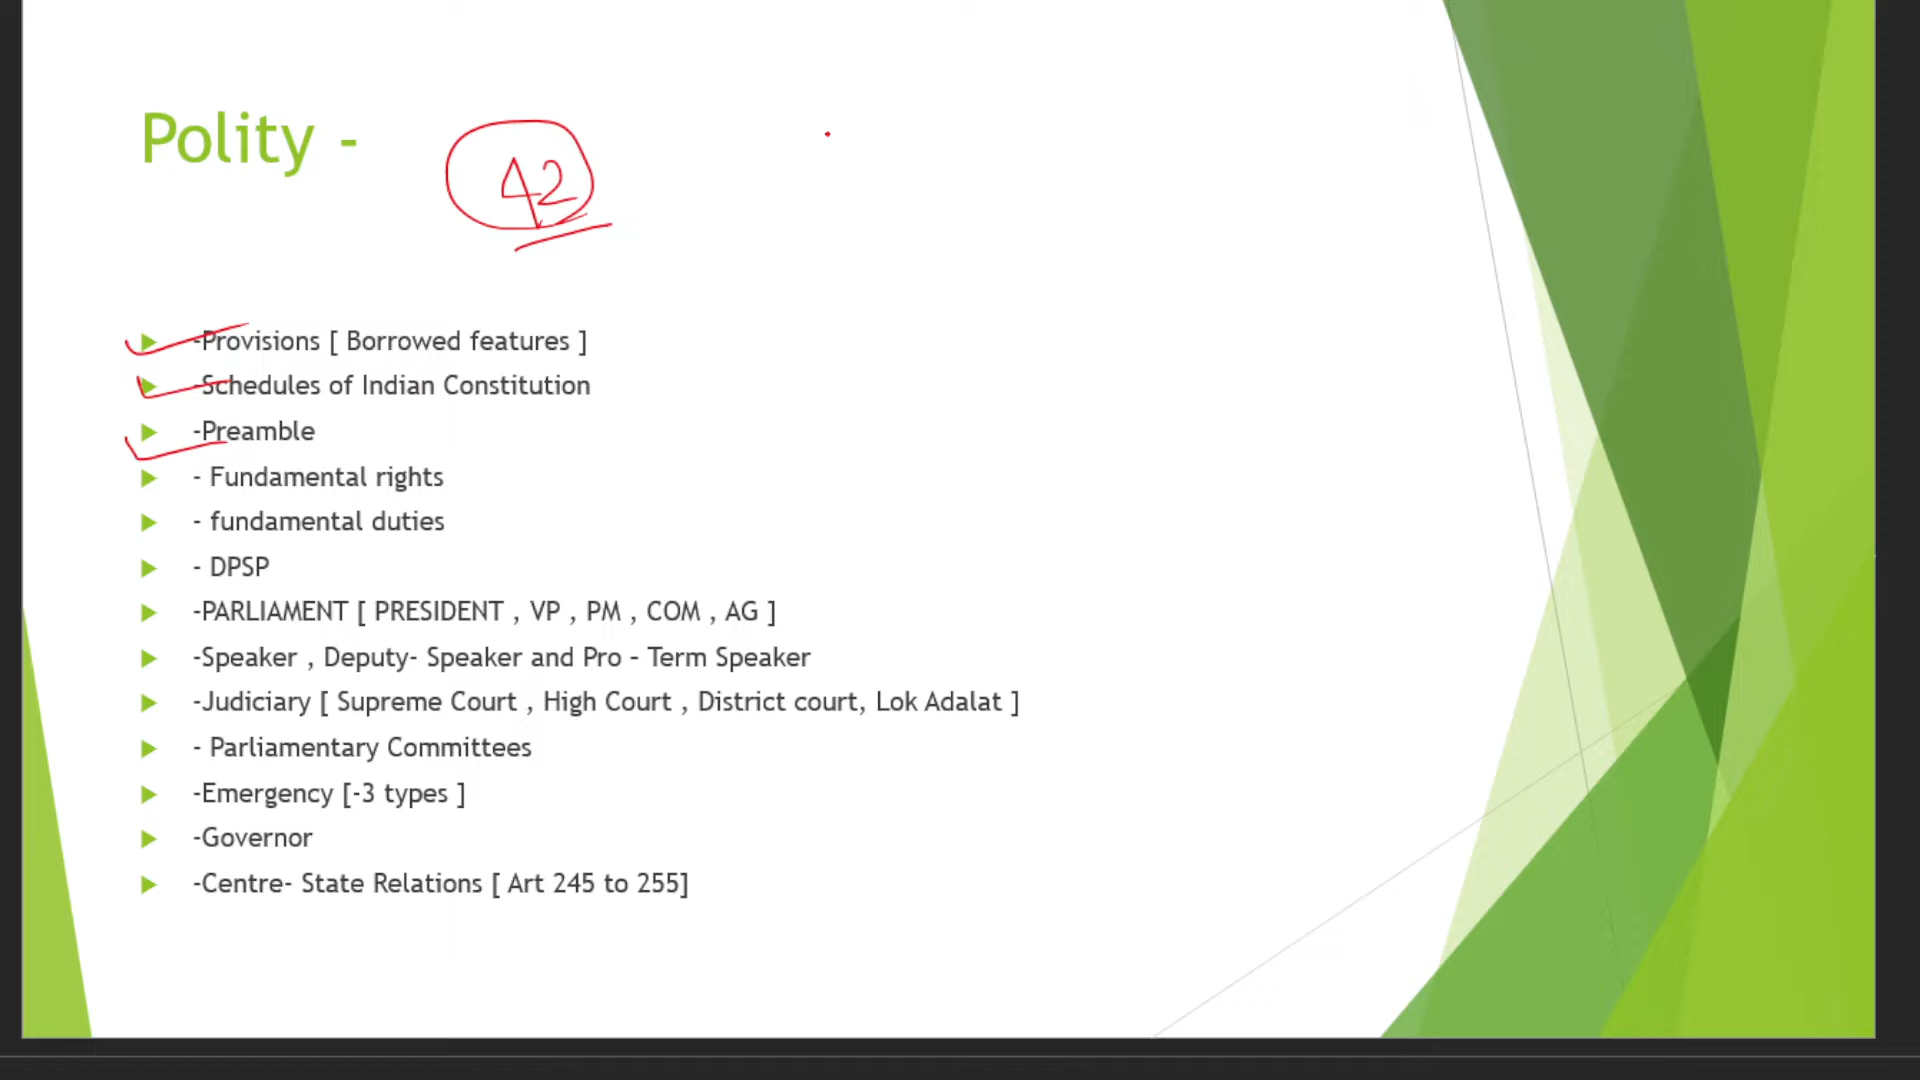 Polity -
42
-Provisions [ Borrowed features ]
-Schedules of Indian Constitution
-Preamble
- Fundamental rights
- fundamental duties
- DPSP
-PARLIAMENT [ PRESIDENT , VP , PM , COM , AG ]
-Speaker , Deputy- Speaker and Pro – Term Speaker
-Judiciary [ Supreme Court , High Court , District court, Lok Adalat ]
- Parliamentary Committees
-Emergency [-3 types ]
-Governor
-Centre- State Relations [ Art 245 to 255]